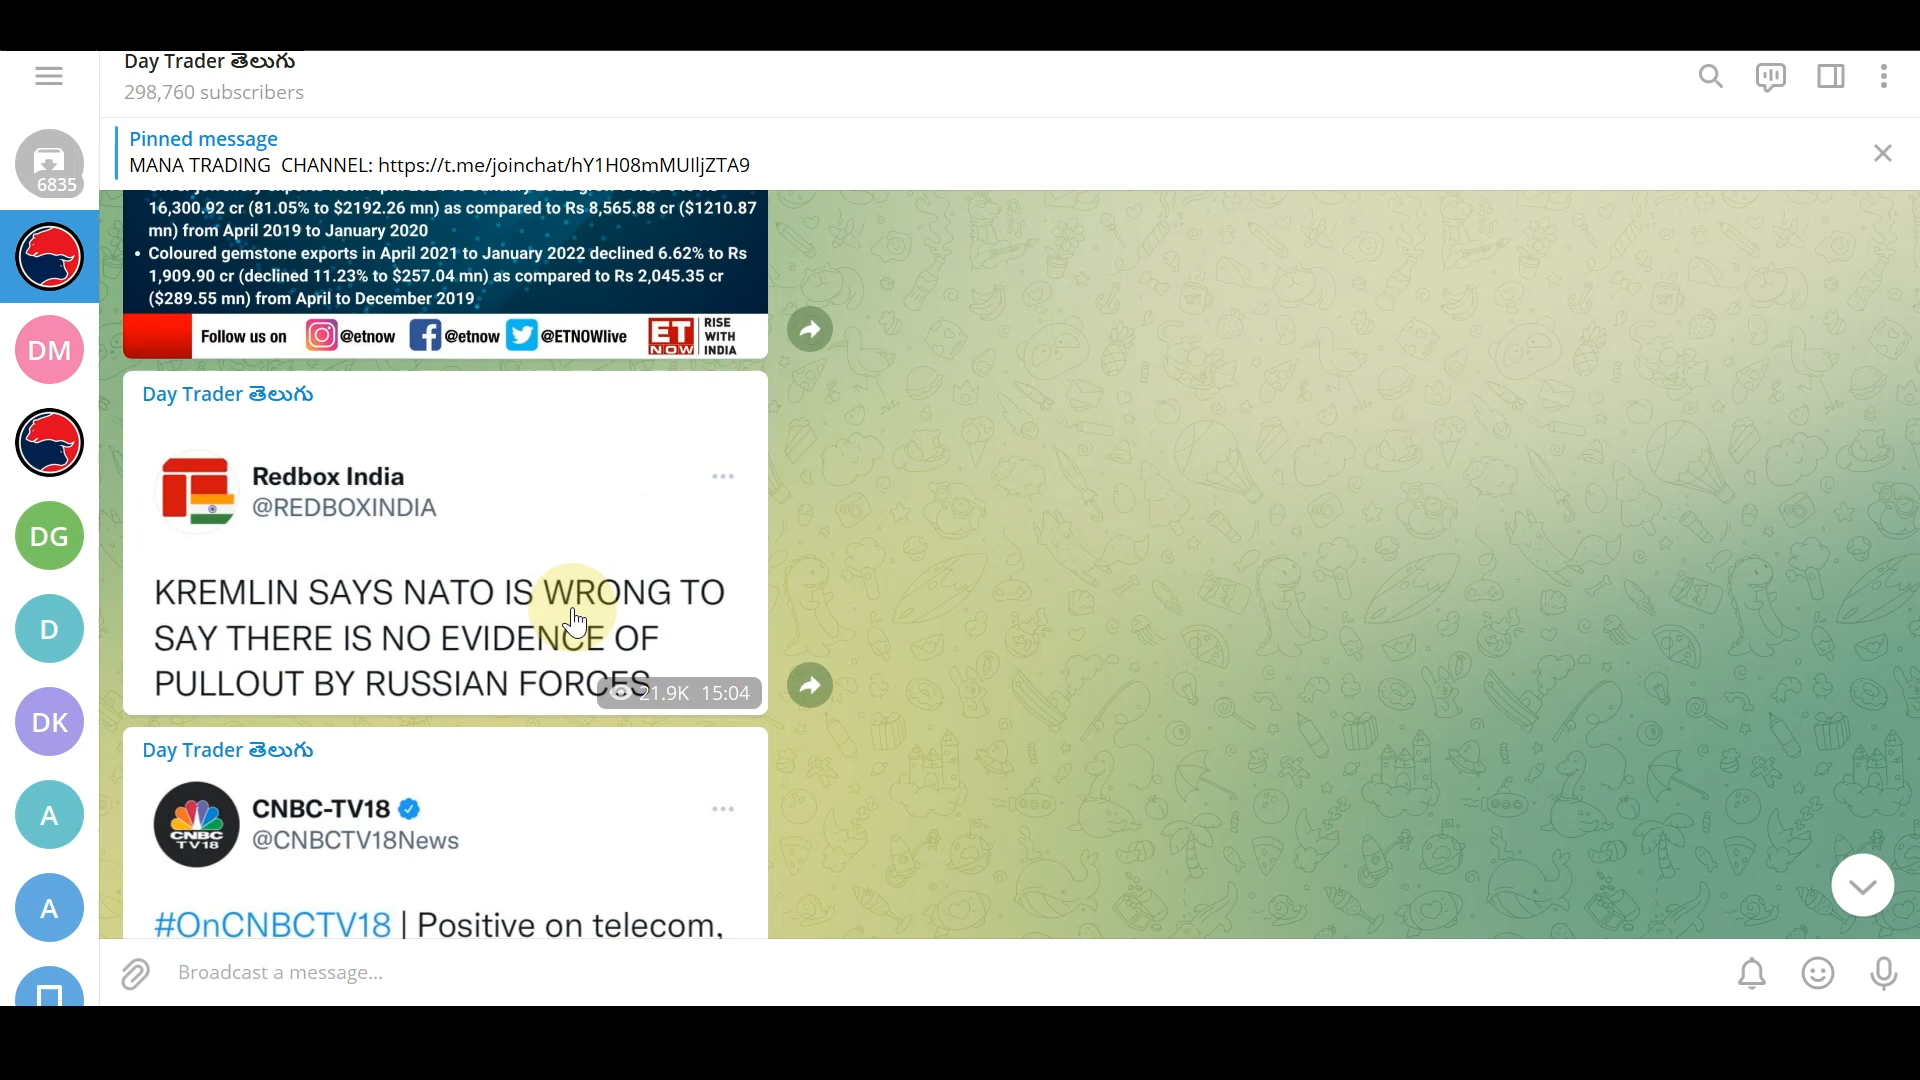 Day Trader తెలుగు
298,760 subscribers
Pinned message
MANA TRADING CHANNEL: https://t.me/joinchat/hY1H08mMUIljZTA9
6835
16,300.92 cr (81.05% to $2192.26 mn) as compared to Rs 8,565.88 cr ($1210.87
mn) from April 2019 to January 2020
• Coloured gemstone exports in April 2021 to January 2022 declined 6.62% to Rs
1,909.90 cr (declined 11.23% to $257.04 mn) as compared to Rs 2,045.35 cr
($289.55 mn) from April to December 2019
Follow us on @etnow @etnow @ETNOWlive ET NOW RISE WITH INDIA
DM
Day Trader తెలుగు
Redbox India
@REDBOXINDIA
DG
KREMLIN SAYS NATO IS WRONG TO
SAY THERE IS NO EVIDENCE OF
PULLOUT BY RUSSIAN FORCES
21.9K 15:04
D
DK
Day Trader తెలుగు
CNBC-TV18
@CNBCTV18News
CNBC
TV18
A
#OnCNBCTV18 | Positive on telecom,
A
Broadcast a message...